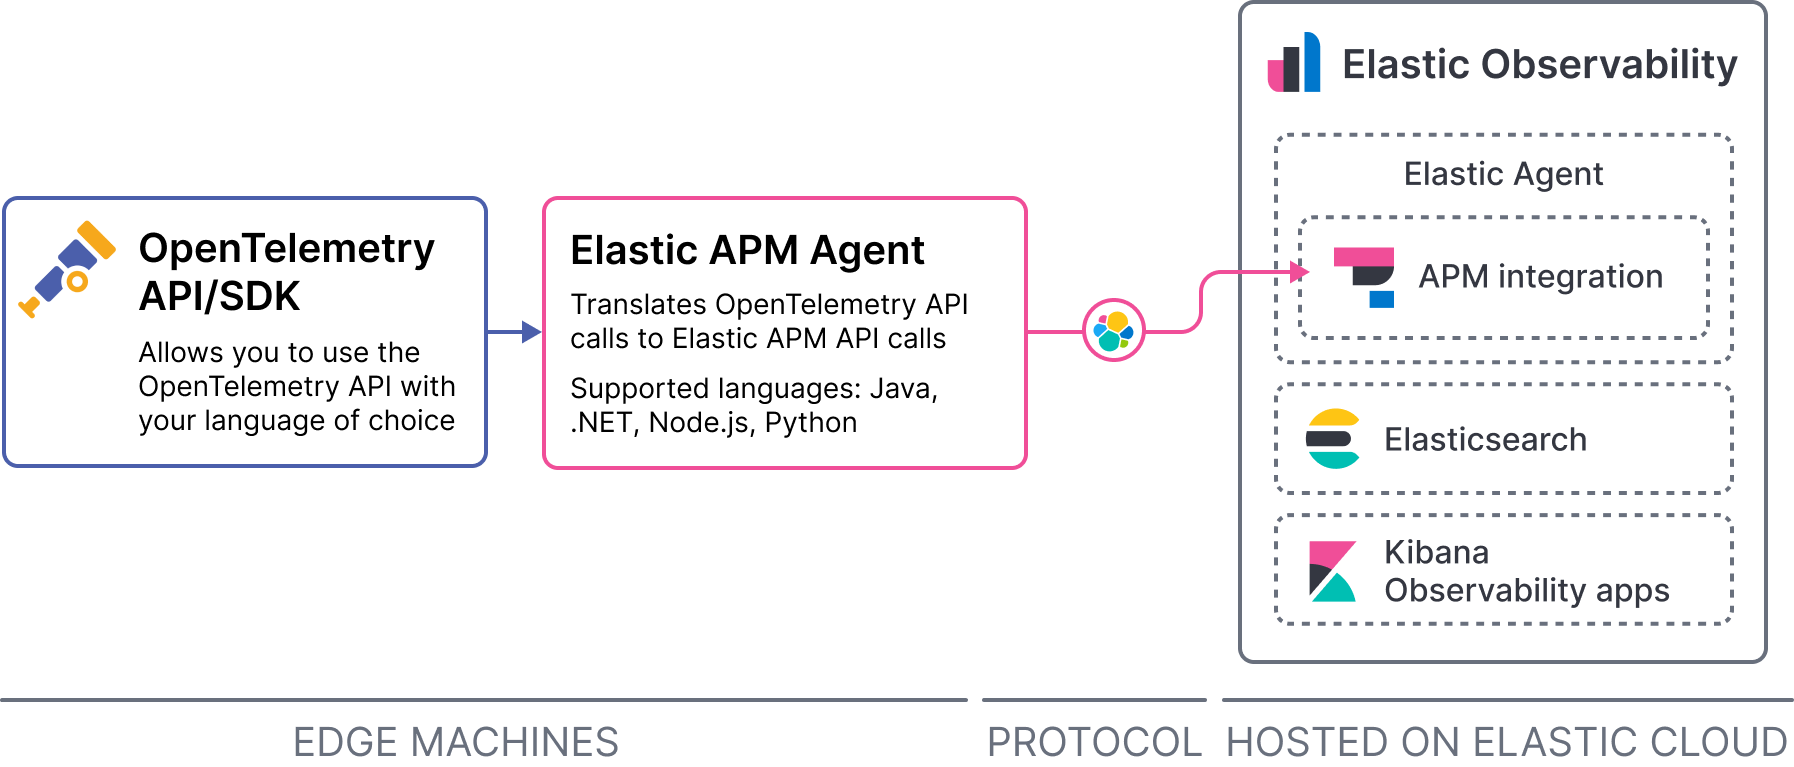 OpenTelemetry
API/SDK
Allows you to use the
OpenTelemetry API with
your language of choice
Elastic APM Agent
Translates OpenTelemetry API
calls to Elastic APM API calls
Supported languages: Java,
.NET, Node.js, Python
Elastic Observability
Elastic Agent
APM integration
Elasticsearch
Kibana
Observability apps
EDGE MACHINES
PROTOCOL
HOSTED ON ELASTIC CLOUD